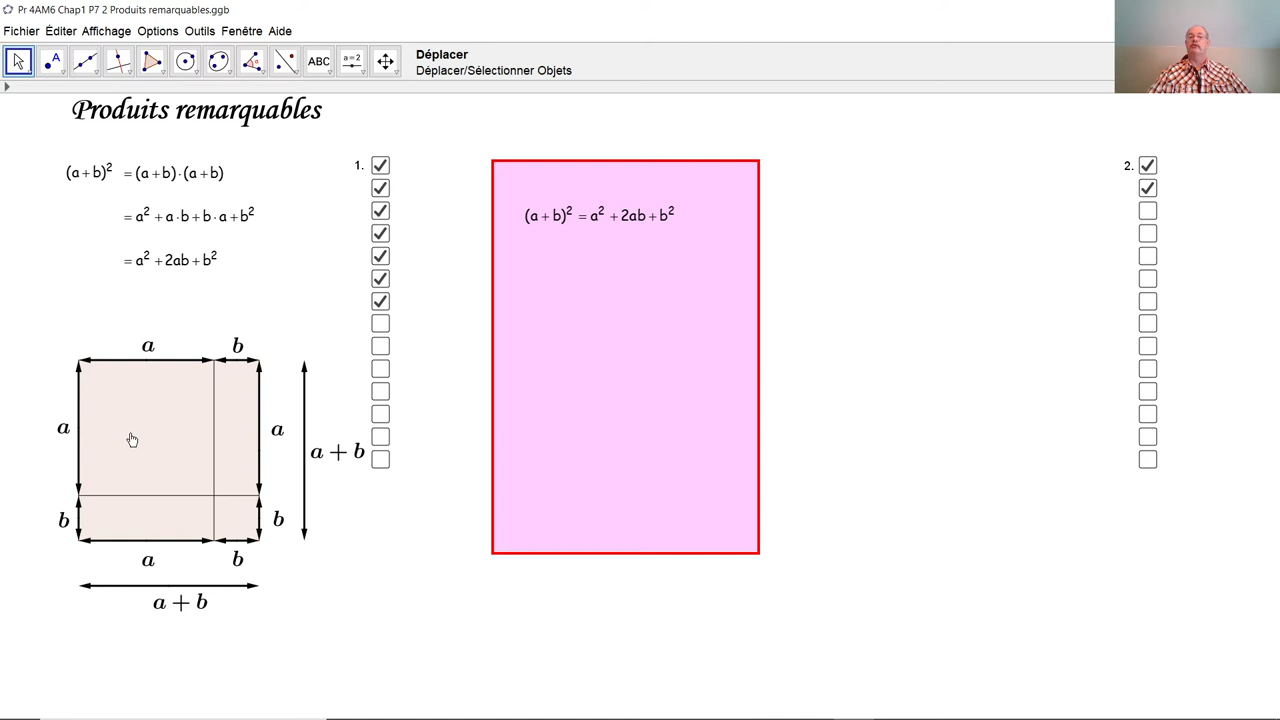 Pr 4AM6 Chap1 P7 2 Produits remarquables.ggb
Fichier Éditer Affichage Options Outils Fenêtre Aide
A ABC a=2
Déplacer
Déplacer/Sélectionner Objets
Produits remarquables
(a+b)² = (a+b)·(a+b)
= a² + a·b + b·a + b²
= a² + 2ab + b²
1.
(a+b)² = a² + 2ab + b²
2.
a b
a a
a + b
b b
a b
a + b